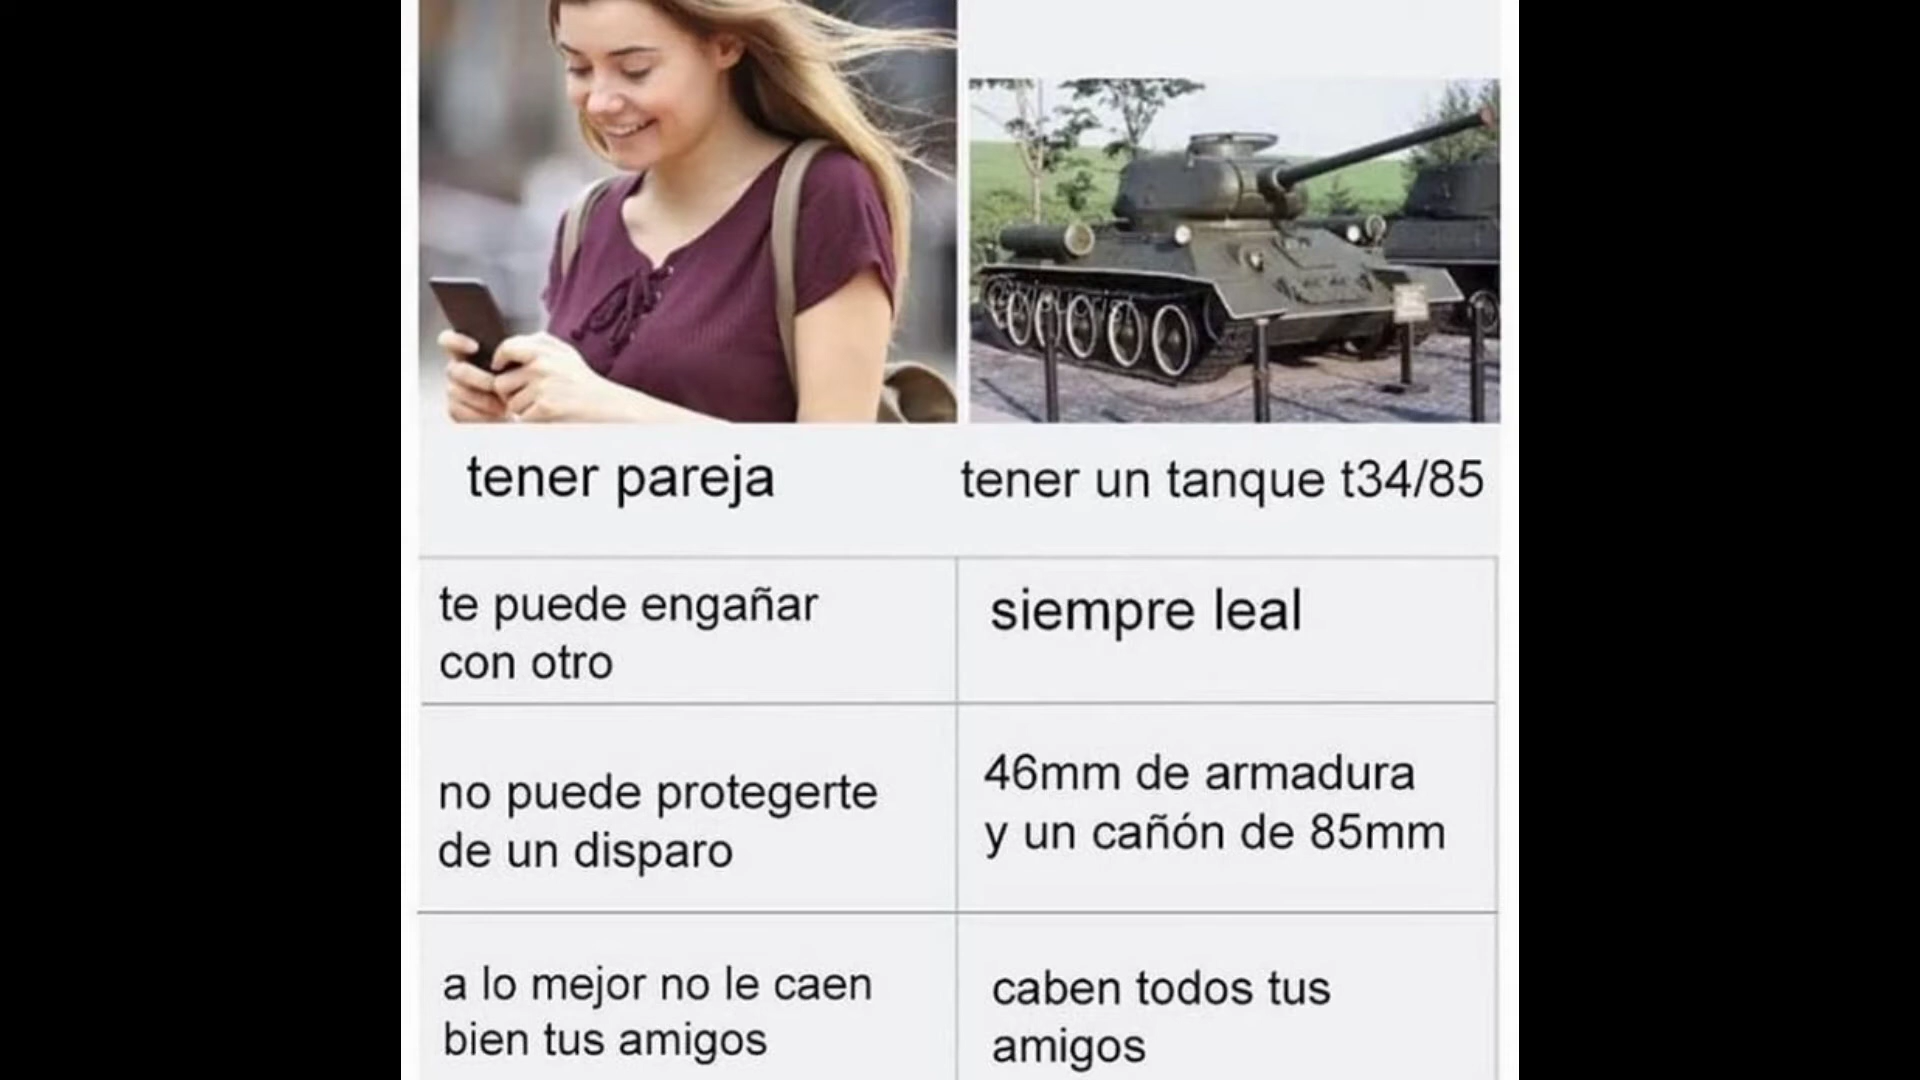 tener pareja
tener un tanque t34/85
te puede engañar
con otro
siempre leal
no puede protegerte
de un disparo
46mm de armadura
y un cañón de 85mm
a lo mejor no le caen
bien tus amigos
caben todos tus
amigos